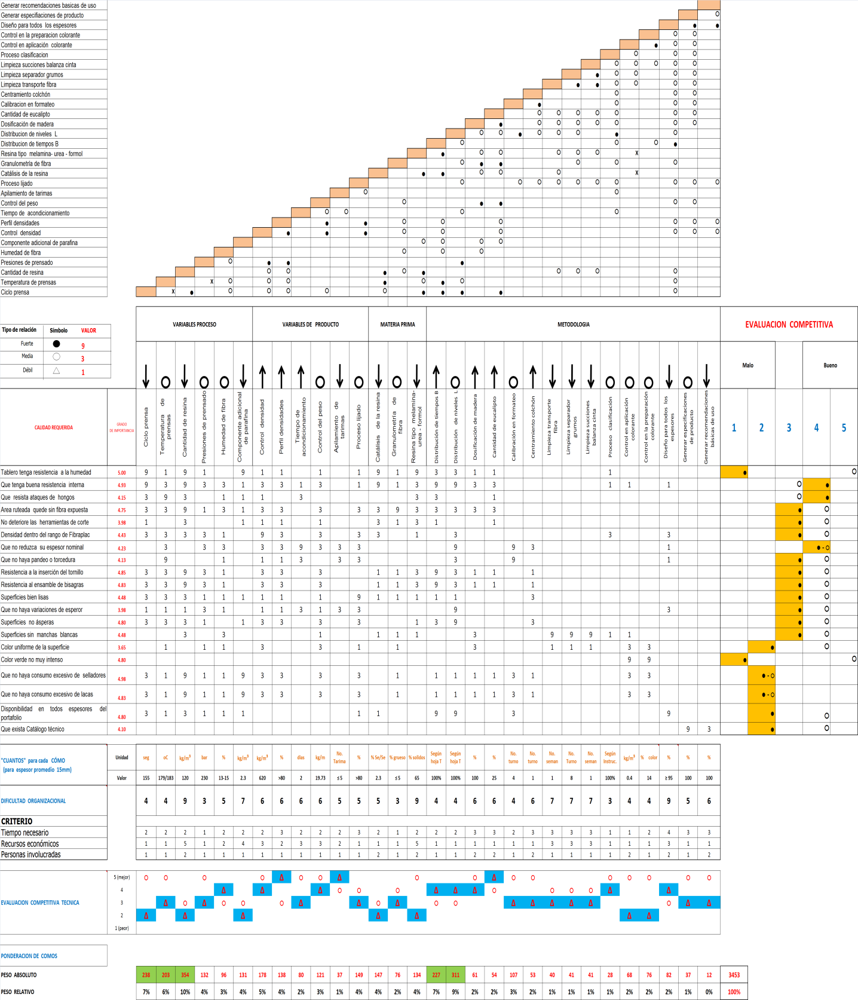 Generar recomendaciones basicas de uso
Generar especifiaciones de producto
Diseño para todos los espesores
Control en la preparacion colorante
Control en aplicación colorante
Proceso clasificacion
Limpieza succiones balanza cinta
Limpieza separador grumos
Limpieza transporte fibra
Centramiento colchón
Calibracion en formateo
Cantidad de eucalipto
Dosificación de madera
Distribucion de niveles L
Distribucion de tiempos B
Resina tipo melamina- urea - formol x
Granulometría de fibra
Catálisis de la resina x
Proceso lijado
Apilamiento de tarimas
Control del peso
Tiempo de acondicionamiento
Perfil densidades
Control densidad
Componente adicional de parafina
Humedad de fibra
Presiones de prensado
Cantidad de resina
Temperatura de prensas x
Ciclo prensa x
Tipo de relación Símbolo VALOR
Fuerte ● 9
Media ○ 3
Débil △ 1
VARIABLES PROCESO VARIABLES DE PRODUCTO MATERIA PRIMA METODOLOGIA EVALUACION COMPETITIVA
Malo Bueno
CALIDAD REQUERIDA
GRADO
DE IMPORTANCIA
Ciclo prensa
Temperatura de
prensas
Cantidad de resina
Presiones de prensado
Humedad de fibra
Componente adicional
de parafina
Control densidad
Perfil densidades
Tiempo de
acondicionamiento
Control del peso
Apliamiento de
tarimas
Proceso lijado
Catálisis de la resina
Granulometría de
fibra
Resina tipo melamina-
urea - formol
Distribución de tiempos B
Distribución de niveles L
Dosificación de madera
Cantidad de eucalipto
Calibración en formateo
Centramiento colchón
Limpieza transporte
fibra
Limpieza separador
grumos
Limpieza succiones
balanza cinta
Proceso clasificación
Control en aplicación
colorante
Control en la preparación
colorante
Diseño para todos los
espesores
Generar especificaciones
de producto
Generar recomendaciones
basicas de uso
1 2 3 4 5
Tablero tenga resistencia a la humedad 5.00 9 1 9 1 9 1 1 1 1 9 1 9 3 3 1 1 1
Que tenga buena resistencia interna 4.93 9 3 9 3 3 1 3 3 1 3 1 9 1 3 9 9 3 3 1 1 1
Que resista ataques de hongos 4.15 3 9 3 1 1 1 3 3 3 1
Area ruteada quede sin fibra expuesta 4.75 3 3 9 1 3 1 3 3 3 3 3 9 3 3 3 3 3
No deteriore las herramientas de corte 3.98 1 3 1 1 1 1 3 1 3 1 1
Densidad dentro del rango de Fibraplac 4.43 3 3 3 3 1 9 3 3 3 3 1 3 3 3
Que no reduzca su espesor nominal 4.23 3 3 3 3 3 9 3 3 3 9 9 3 1
Que no haya pandeo o torcedura 4.13 9 1 1 1 3 3 3 3 9 1
Resistencia a la inserción del tornillo 4.85 3 3 9 3 1 3 3 3 1 1 3 9 3 1 1 1
Resistencia al ensamble de bisagras 4.83 3 3 9 3 1 3 3 3 1 1 3 9 3 1 1 1
Superficies bien lisas 4.48 3 3 3 1 1 1 1 1 1 9 1 1 1 1 1 3
Que no haya variaciones de esperor 3.98 1 1 1 3 1 1 1 3 1 3 3 9 3
Superficies no ásperas 4.80 3 3 3 1 1 3 3 3 3 1 3 9 3
Superficies sin manchas blancas 4.48 3 3 1 1 1 1 3 9 9 9 1 1
Color uniforme de la superficie 3.65 1 1 1 3 3 1 1 3 1 1 1 3 3
Color verde no muy intenso 4.80 9 9
Que no haya consumo excesivo de selladores 4.98 3 1 9 1 1 9 3 3 3 3 1 1 1 1 1 3 1 3 3
Que no haya consumo excesivo de lacas 4.83 3 1 9 1 1 9 3 3 3 3 1 1 1 1 1 3 1 3 3
Disponibilidad en todos espesores del
portafolio 4.80 3 1 3 1 1 1 1 1 9 9 3 9
Que exista Catálogo técnico 4.10 9 3
"CUANTOS" para cada CÓMO
(para espesor promedio 15mm)
Unidad seg oC kg/m³ bar % kg/m³ kg/m³ % dias kg/m No. Tarima % % Se/Se % grueso % solidos Según hoja T Según hoja T % % No. turno No. turno No. seman No. Turno No. seman Según Instruc. kg/m³ % color % % %
Valor 155 179/183 120 230 13-15 2.3 620 >80 2 19.73 ≤ 5 >80 2.3 ≤ 5 65 100% 100% 100 25 4 1 1 8 1 100% 0.4 14 ≥ 95 100 100
DIFICULTAD ORGANIZACIONAL 4 4 9 3 5 7 6 6 6 6 5 5 5 3 9 4 4 6 6 4 6 7 7 7 3 4 4 9 5 6
CRITERIO
Tiempo necesario 2 2 2 1 2 2 2 3 2 2 2 3 2 1 2 2 2 3 3 2 3 3 3 3 1 1 2 4 3 3
Recursos económicos 1 1 5 1 2 4 3 2 3 3 2 1 1 1 5 1 1 1 1 1 1 3 3 3 1 1 1 3 1 1
Personas involucradas 1 1 2 1 1 1 1 1 1 1 1 1 2 1 2 1 1 2 2 1 2 1 1 1 1 2 1 2 1 2
EVALUACION COMPETITIVA TECNICA
5 (mejor)
4
3
2
1 (peor)
PONDERACION DE COMOS
PESO ABSOLUTO 238 203 354 132 96 131 178 138 80 121 37 149 147 76 134 227 311 61 54 107 53 40 41 41 28 68 76 82 37 12 3453
PESO RELATIVO 7% 6% 10% 4% 3% 4% 5% 4% 2% 3% 1% 4% 4% 2% 4% 7% 9% 2% 2% 3% 2% 1% 1% 1% 1% 2% 2% 2% 1% 0% 100%